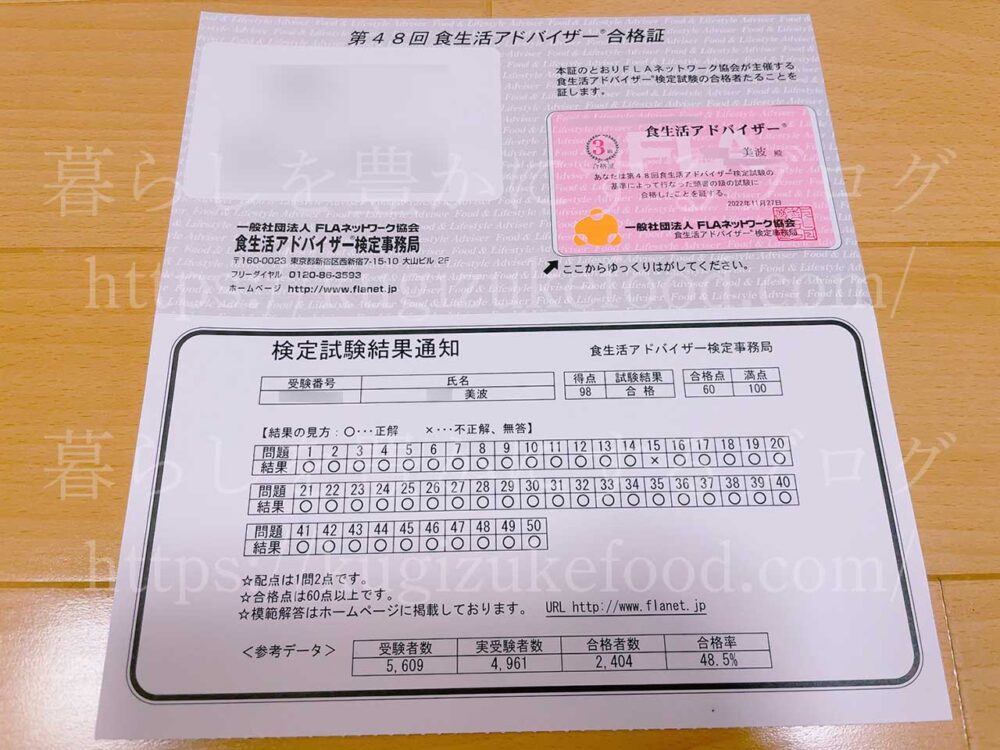 第48回 食生活アドバイザー®合格証
本証のとおりFLAネットワーク協会が主催する
食生活アドバイザー®検定試験の合格者たることを
証します。
食生活アドバイザー®
3級
合格証
美波 殿
あなたは第48回食生活アドバイザー®検定試験の
基準によって行なった頭書の級の試験に
合格したことを証する。
2022年11月27日
一般社団法人 FLAネットワーク協会
食生活アドバイザー®検定事務局
ここからゆっくりはがしてください。
一般社団法人 FLAネットワーク協会
食生活アドバイザー検定事務局
〒160-0023 東京都新宿区西新宿7-15-10 大山ビル 2F
フリーダイヤル 0120-86-3593
ホームページ http://www.flanet.jp
検定試験結果通知 食生活アドバイザー検定事務局
受験番号 氏名 得点 試験結果 合格点 満点
美波 98 合格 60 100
【結果の見方:○･･･正解 ×･･･不正解、無答】
問題 1 2 3 4 5 6 7 8 9 10 11 12 13 14 15 16 17 18 19 20
結果 ○ ○ ○ ○ ○ ○ ○ ○ ○ ○ ○ ○ ○ ○ × ○ ○ ○ ○ ○
問題 21 22 23 24 25 26 27 28 29 30 31 32 33 34 35 36 37 38 39 40
結果 ○ ○ ○ ○ ○ ○ ○ ○ ○ ○ ○ ○ ○ ○ ○ ○ ○ ○ ○ ○
問題 41 42 43 44 45 46 47 48 49 50
結果 ○ ○ ○ ○ ○ ○ ○ ○ ○ ○
☆配点は1問2点です。
☆合格点は60点以上です。
☆模範解答はホームページに掲載しております。 URL http://www.flanet.jp
＜参考データ＞ 受験者数 実受験者数 合格者数 合格率
5,609 4,961 2,404 48.5%